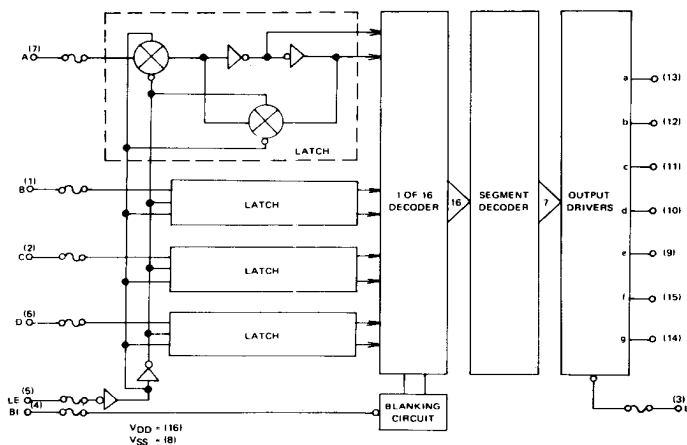 A (7)
LATCH
B (1)
LATCH
C (2)
LATCH
D (6)
LATCH
LE (5)
BI (4)
VDD = (16)
VSS = (8)
1 OF 16
DECODER
16
SEGMENT
DECODER
7
OUTPUT
DRIVERS
a (13)
b (12)
c (11)
d (10)
e (9)
f (15)
g (14)
BLANKING
CIRCUIT
(3)